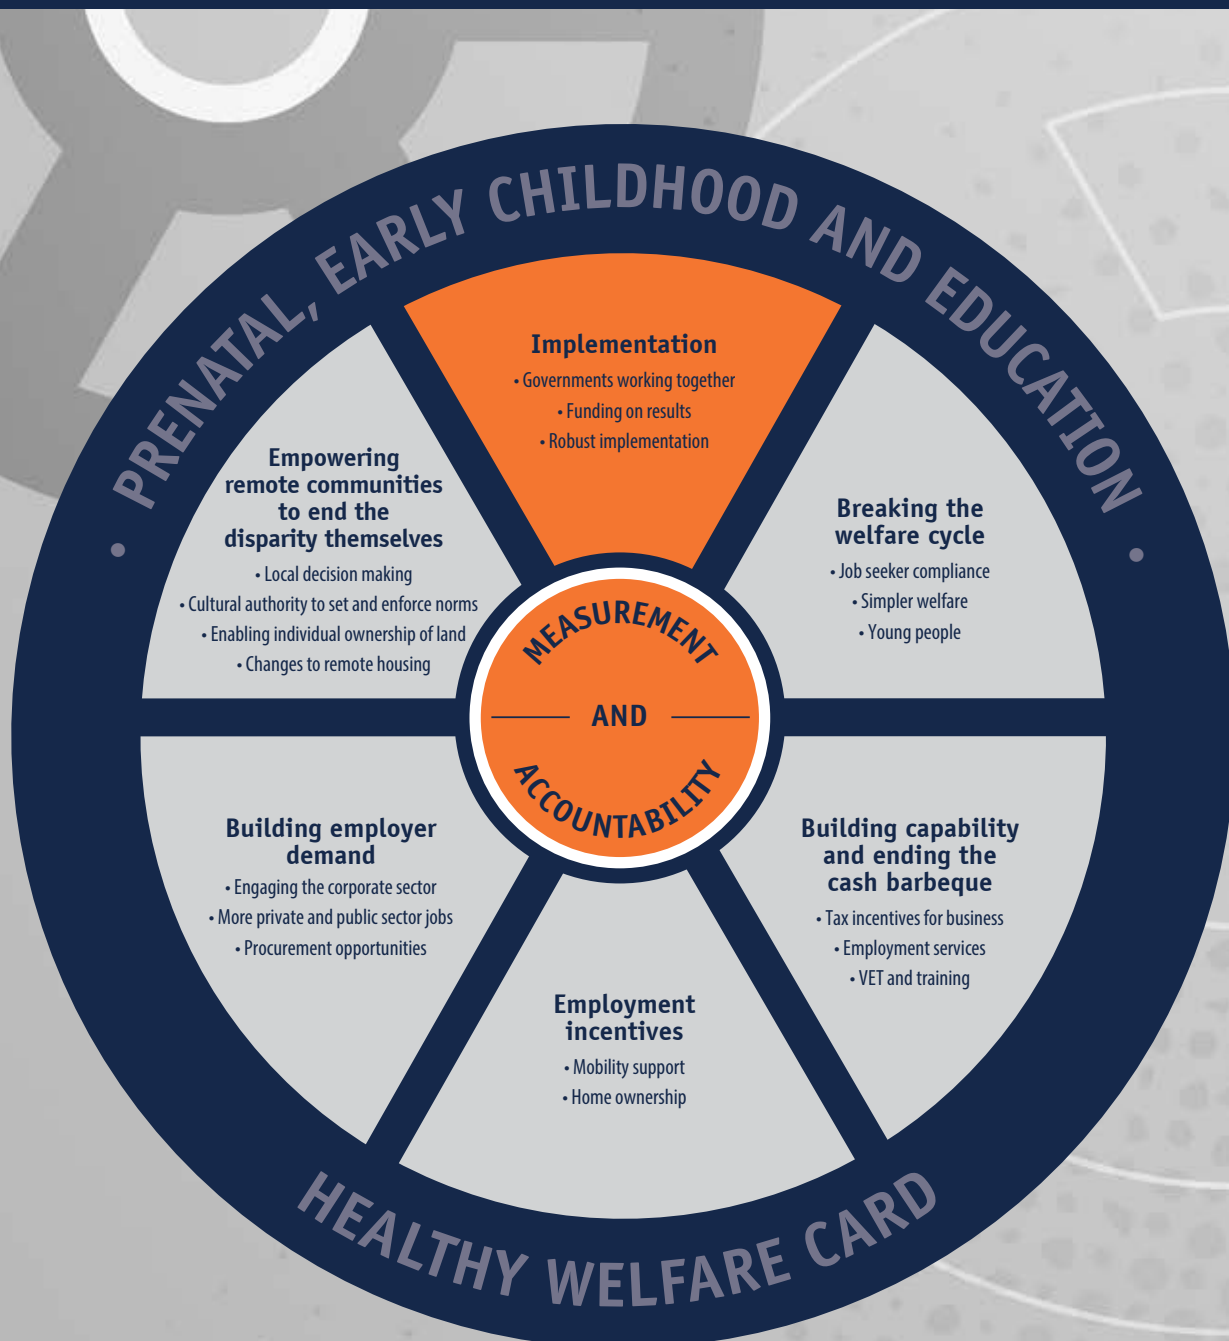 PRENATAL, EARLY CHILDHOOD AND EDUCATION
Implementation
• Governments working together
• Funding on results
• Robust implementation
Breaking the
welfare cycle
• Job seeker compliance
• Simpler welfare
• Young people
Building capability
and ending the
cash barbeque
• Tax incentives for business
• Employment services
• VET and training
Employment
incentives
• Mobility support
• Home ownership
Building employer
demand
• Engaging the corporate sector
• More private and public sector jobs
• Procurement opportunities
Empowering
remote communities
to end the
disparity themselves
• Local decision making
• Cultural authority to set and enforce norms
• Enabling individual ownership of land
• Changes to remote housing
MEASUREMENT
AND
ACCOUNTABILITY
HEALTHY WELFARE CARD